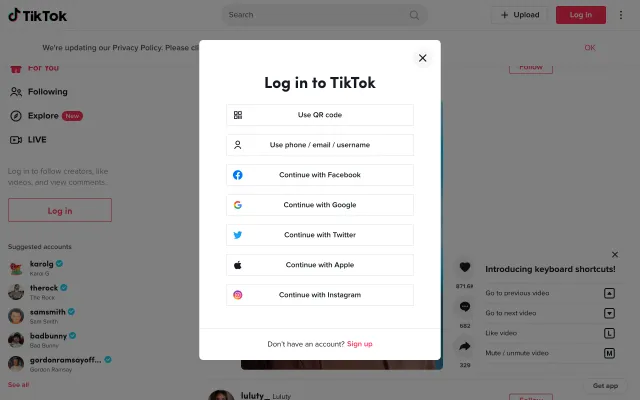 TikTok
Search
Upload
Log In
We're updating our Privacy Policy. Please cli
OK
For You
Following
Explore New
LIVE
Log in to follow creators, like
videos, and view comments.
Log in
Suggested accounts
karolg
Karol G
therock
The Rock
samsmith
Sam Smith
badbunny
Bad Bunny
gordonramsayoff...
Gordon Ramsay
See all
Log in to TikTok
Use QR code
Use phone / email / username
Continue with Facebook
Continue with Google
Continue with Twitter
Continue with Apple
Continue with Instagram
Don't have an account? Sign up
Follow
682
229
Introducing keyboard shortcuts!
Go to previous video
Go to next video
Like video L
Mute / unmute video M
Get app
luluty_ Luluty
Follow